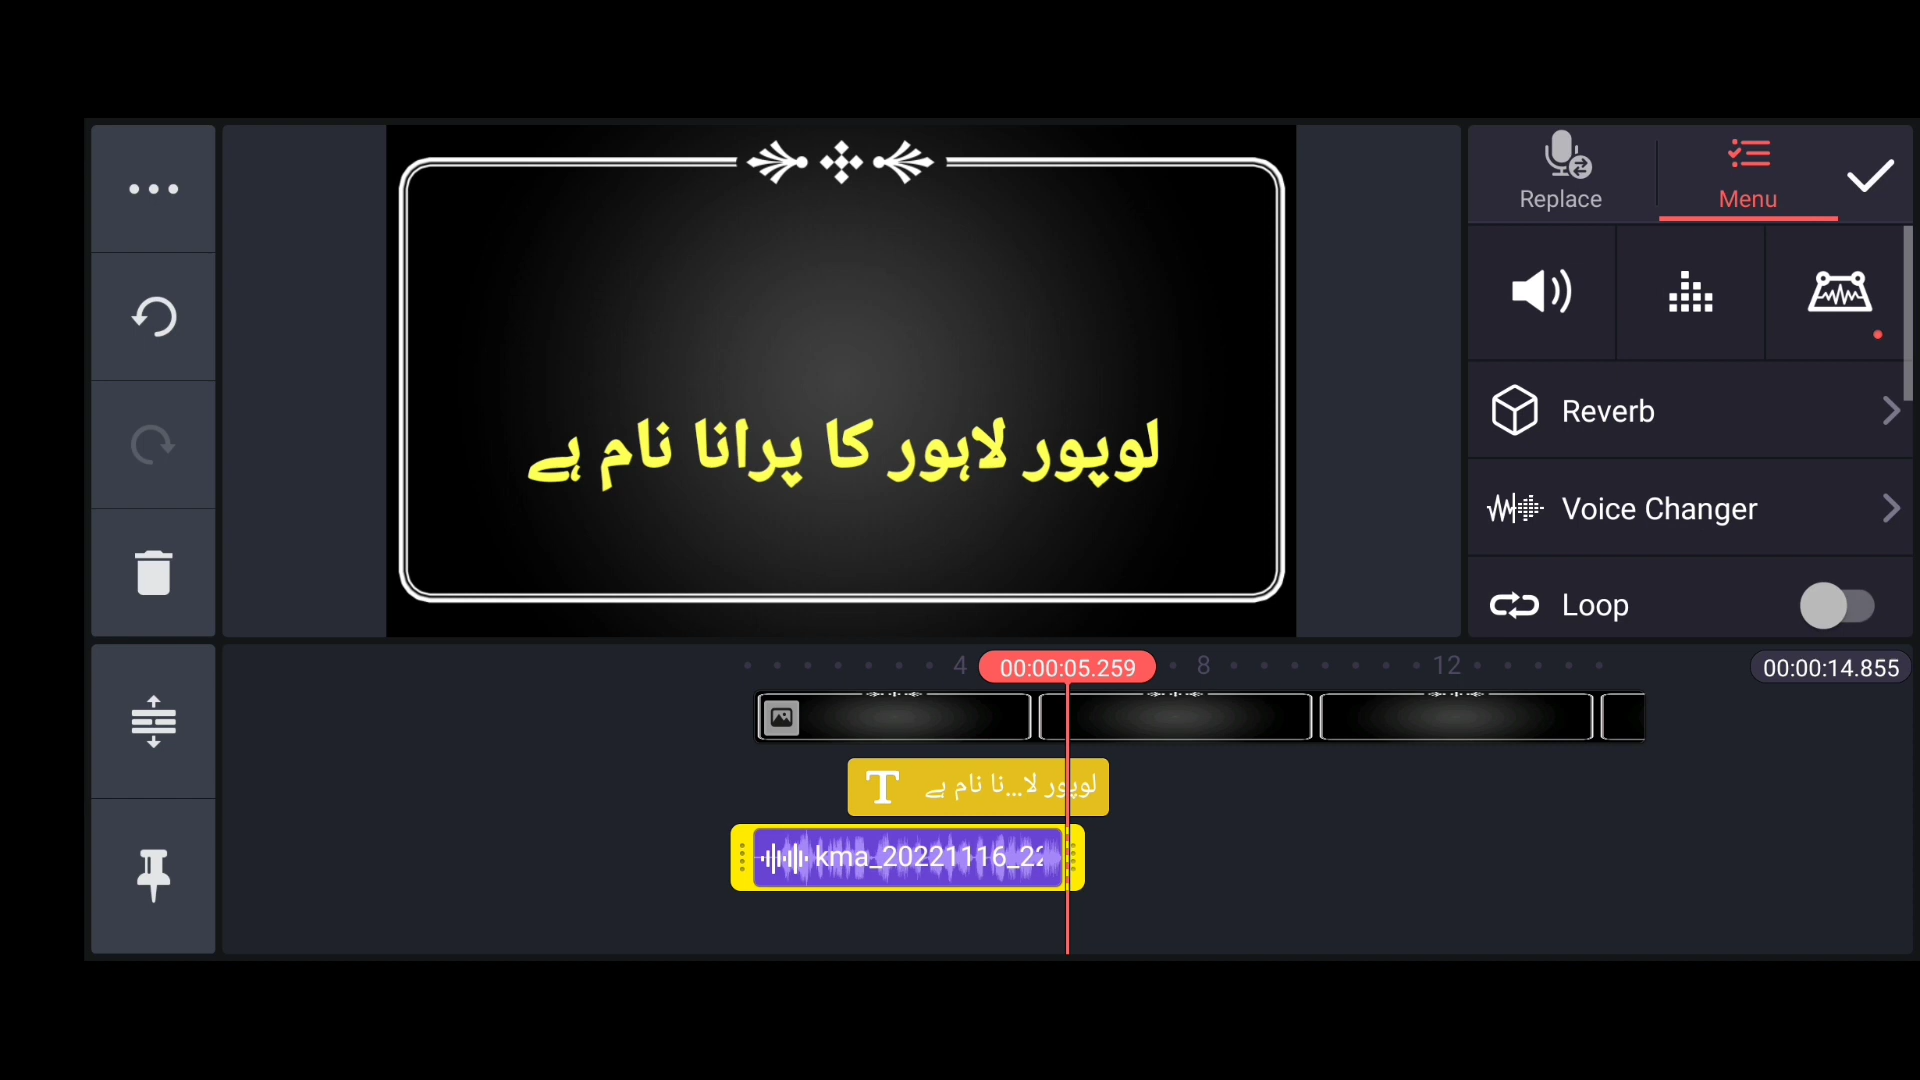 Replace
Menu
لوپور لاہور کا پرانا نام ہے
Reverb
Voice Changer
Loop
4
00:00:05.259
8
12
00:00:14.855
T
لوپور لا...نا نام ہے
kma_20221116_22